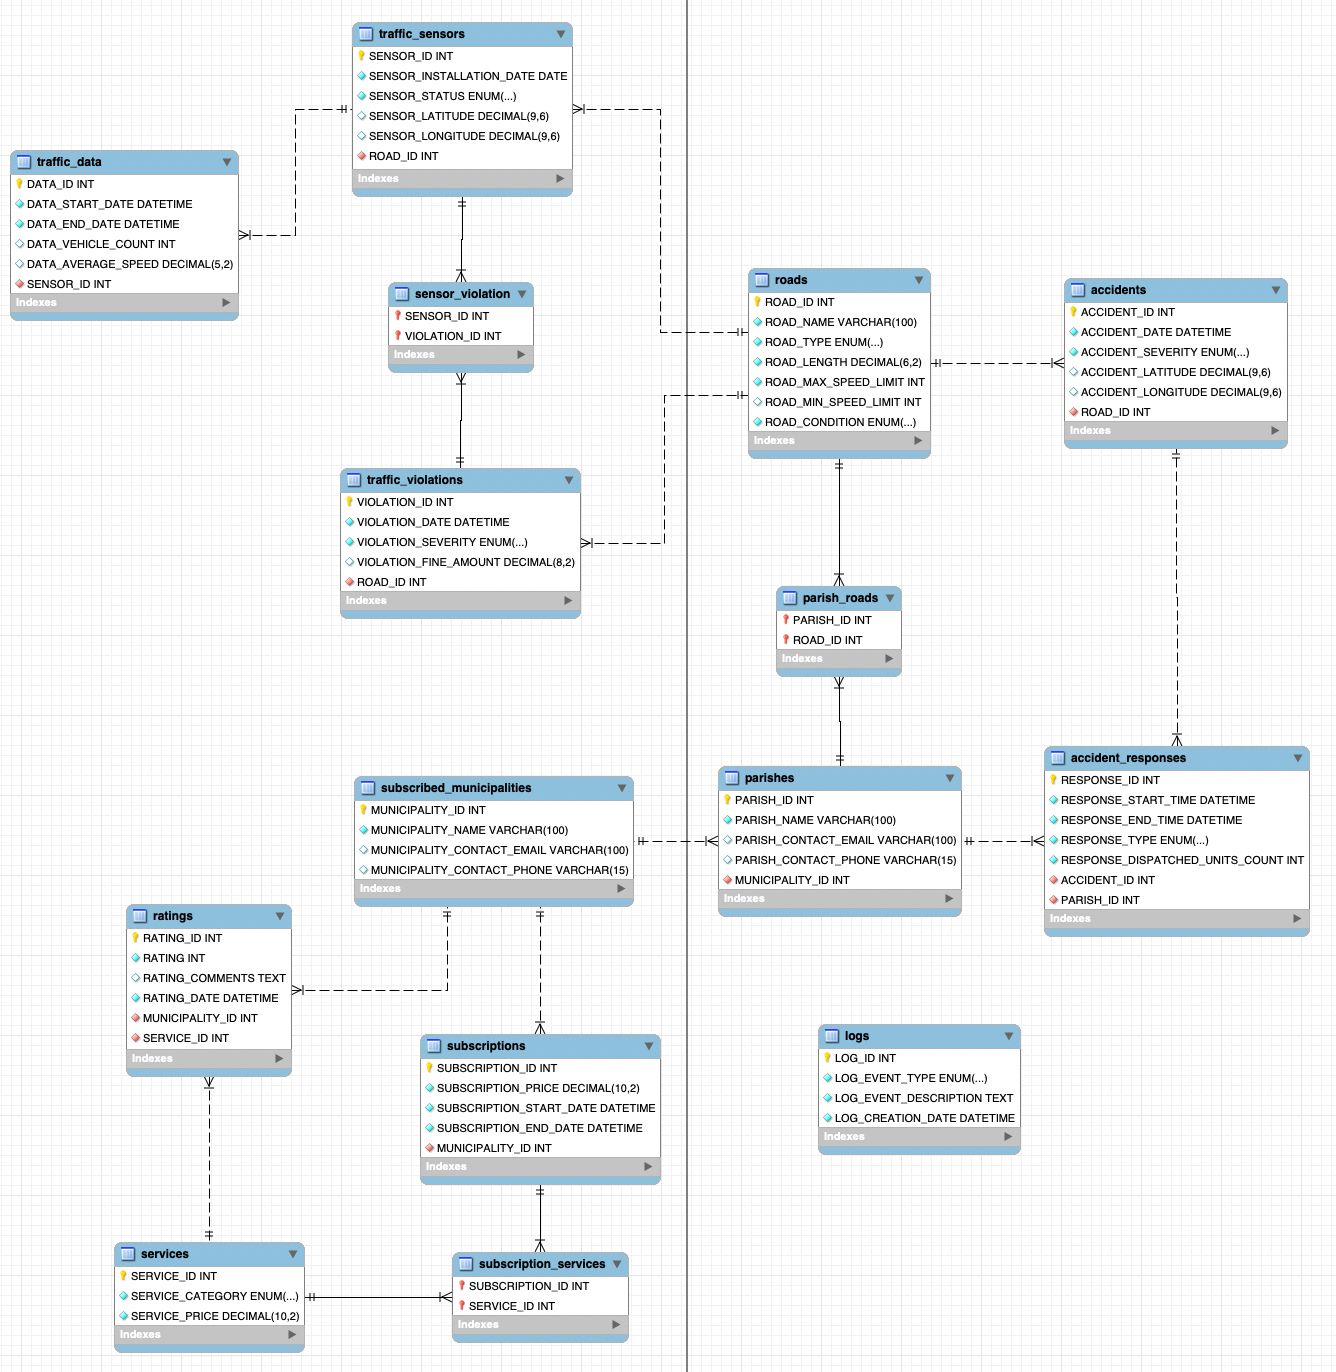 traffic_sensors
SENSOR_ID INT
SENSOR_INSTALLATION_DATE DATE
SENSOR_STATUS ENUM(...)
SENSOR_LATITUDE DECIMAL(9,6)
SENSOR_LONGITUDE DECIMAL(9,6)
ROAD_ID INT
Indexes
traffic_data
DATA_ID INT
DATA_START_DATE DATETIME
DATA_END_DATE DATETIME
DATA_VEHICLE_COUNT INT
DATA_AVERAGE_SPEED DECIMAL(5,2)
SENSOR_ID INT
Indexes
sensor_violation
SENSOR_ID INT
VIOLATION_ID INT
Indexes
roads
ROAD_ID INT
ROAD_NAME VARCHAR(100)
ROAD_TYPE ENUM(...)
ROAD_LENGTH DECIMAL(6,2)
ROAD_MAX_SPEED_LIMIT INT
ROAD_MIN_SPEED_LIMIT INT
ROAD_CONDITION ENUM(...)
Indexes
accidents
ACCIDENT_ID INT
ACCIDENT_DATE DATETIME
ACCIDENT_SEVERITY ENUM(...)
ACCIDENT_LATITUDE DECIMAL(9,6)
ACCIDENT_LONGITUDE DECIMAL(9,6)
ROAD_ID INT
Indexes
traffic_violations
VIOLATION_ID INT
VIOLATION_DATE DATETIME
VIOLATION_SEVERITY ENUM(...)
VIOLATION_FINE_AMOUNT DECIMAL(8,2)
ROAD_ID INT
Indexes
parish_roads
PARISH_ID INT
ROAD_ID INT
Indexes
subscribed_municipalities
MUNICIPALITY_ID INT
MUNICIPALITY_NAME VARCHAR(100)
MUNICIPALITY_CONTACT_EMAIL VARCHAR(100)
MUNICIPALITY_CONTACT_PHONE VARCHAR(15)
Indexes
parishes
PARISH_ID INT
PARISH_NAME VARCHAR(100)
PARISH_CONTACT_EMAIL VARCHAR(100)
PARISH_CONTACT_PHONE VARCHAR(15)
MUNICIPALITY_ID INT
Indexes
accident_responses
RESPONSE_ID INT
RESPONSE_START_TIME DATETIME
RESPONSE_END_TIME DATETIME
RESPONSE_TYPE ENUM(...)
RESPONSE_DISPATCHED_UNITS_COUNT INT
ACCIDENT_ID INT
PARISH_ID INT
Indexes
ratings
RATING_ID INT
RATING INT
RATING_COMMENTS TEXT
RATING_DATE DATETIME
MUNICIPALITY_ID INT
SERVICE_ID INT
Indexes
subscriptions
SUBSCRIPTION_ID INT
SUBSCRIPTION_PRICE DECIMAL(10,2)
SUBSCRIPTION_START_DATE DATETIME
SUBSCRIPTION_END_DATE DATETIME
MUNICIPALITY_ID INT
Indexes
logs
LOG_ID INT
LOG_EVENT_TYPE ENUM(...)
LOG_EVENT_DESCRIPTION TEXT
LOG_CREATION_DATE DATETIME
Indexes
services
SERVICE_ID INT
SERVICE_CATEGORY ENUM(...)
SERVICE_PRICE DECIMAL(10,2)
Indexes
subscription_services
SUBSCRIPTION_ID INT
SERVICE_ID INT
Indexes